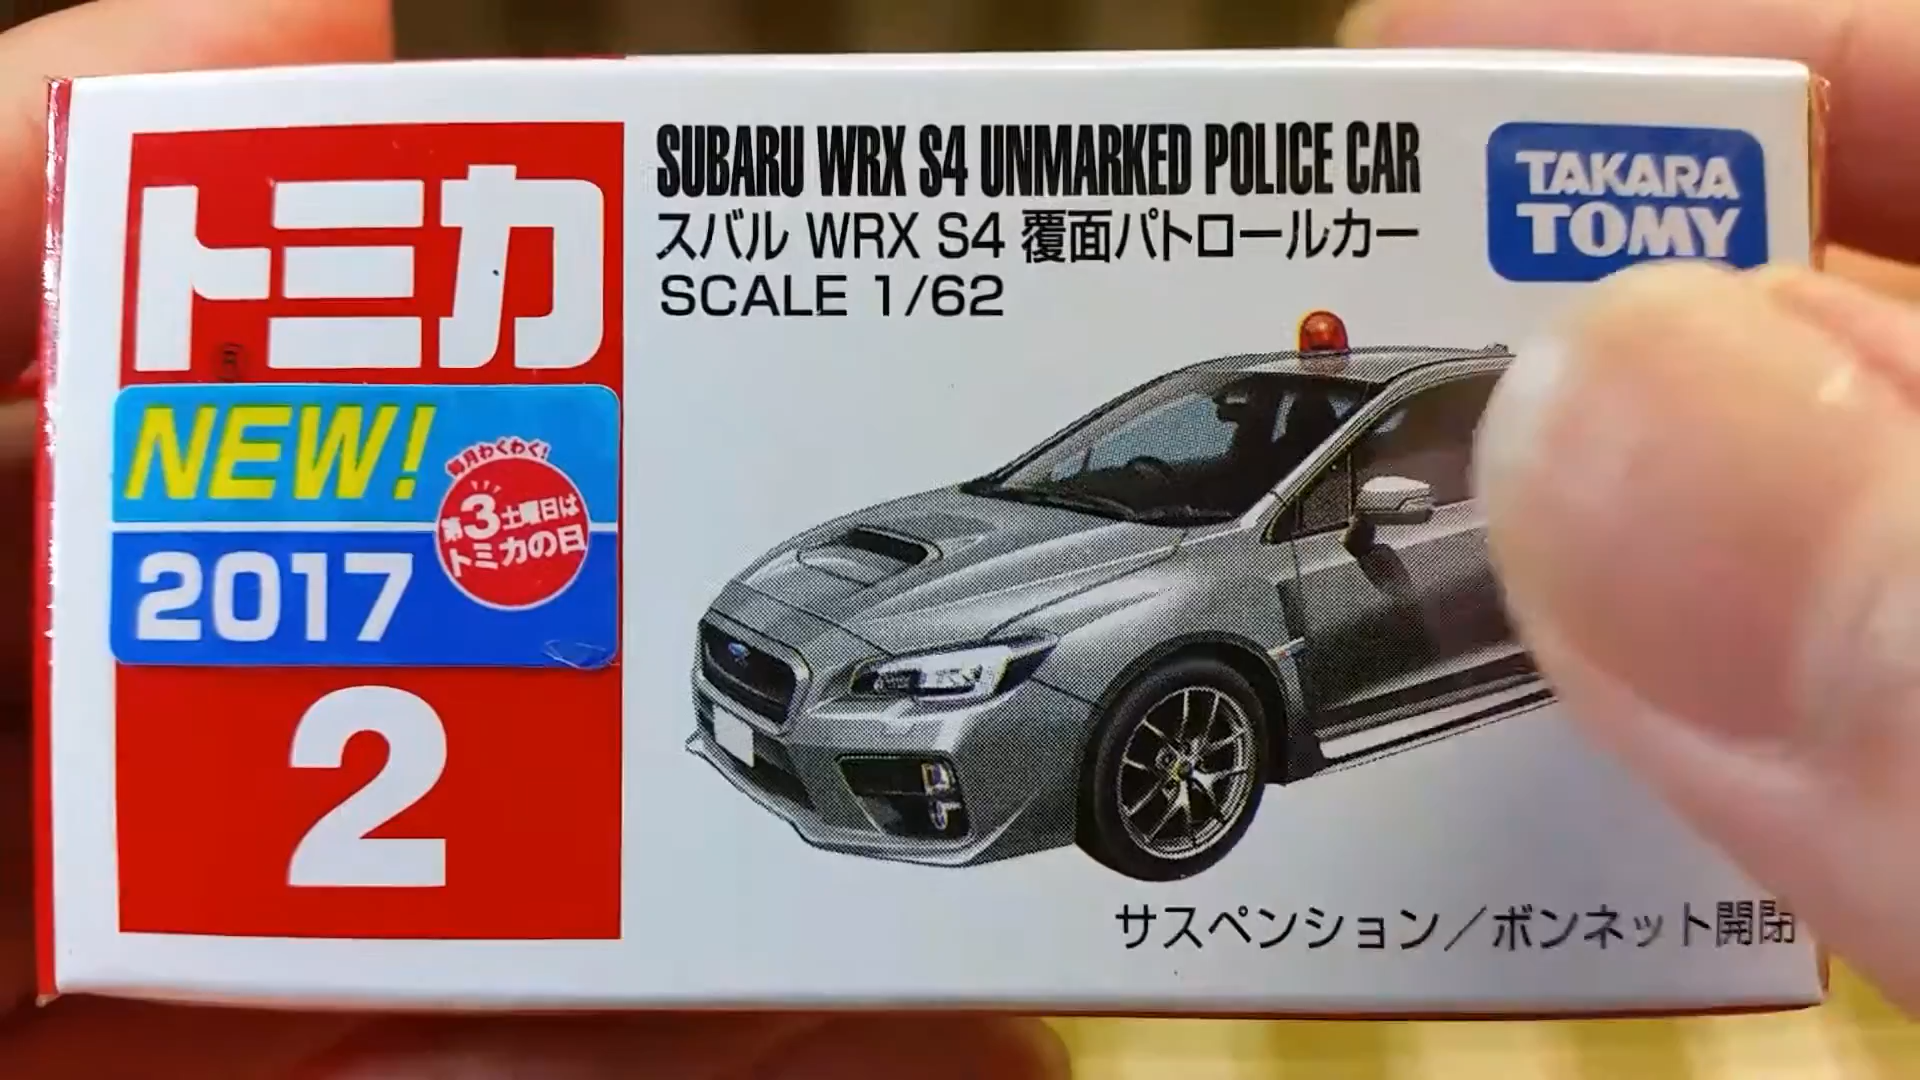 トミカ
NEW!
毎月わくわく!
第3土曜日は
トミカの日
2017
2
SUBARU WRX S4 UNMARKED POLICE CAR
スバル WRX S4 覆面パトロールカー
SCALE 1/62
TAKARA
TOMY
サスペンション／ボンネット開閉